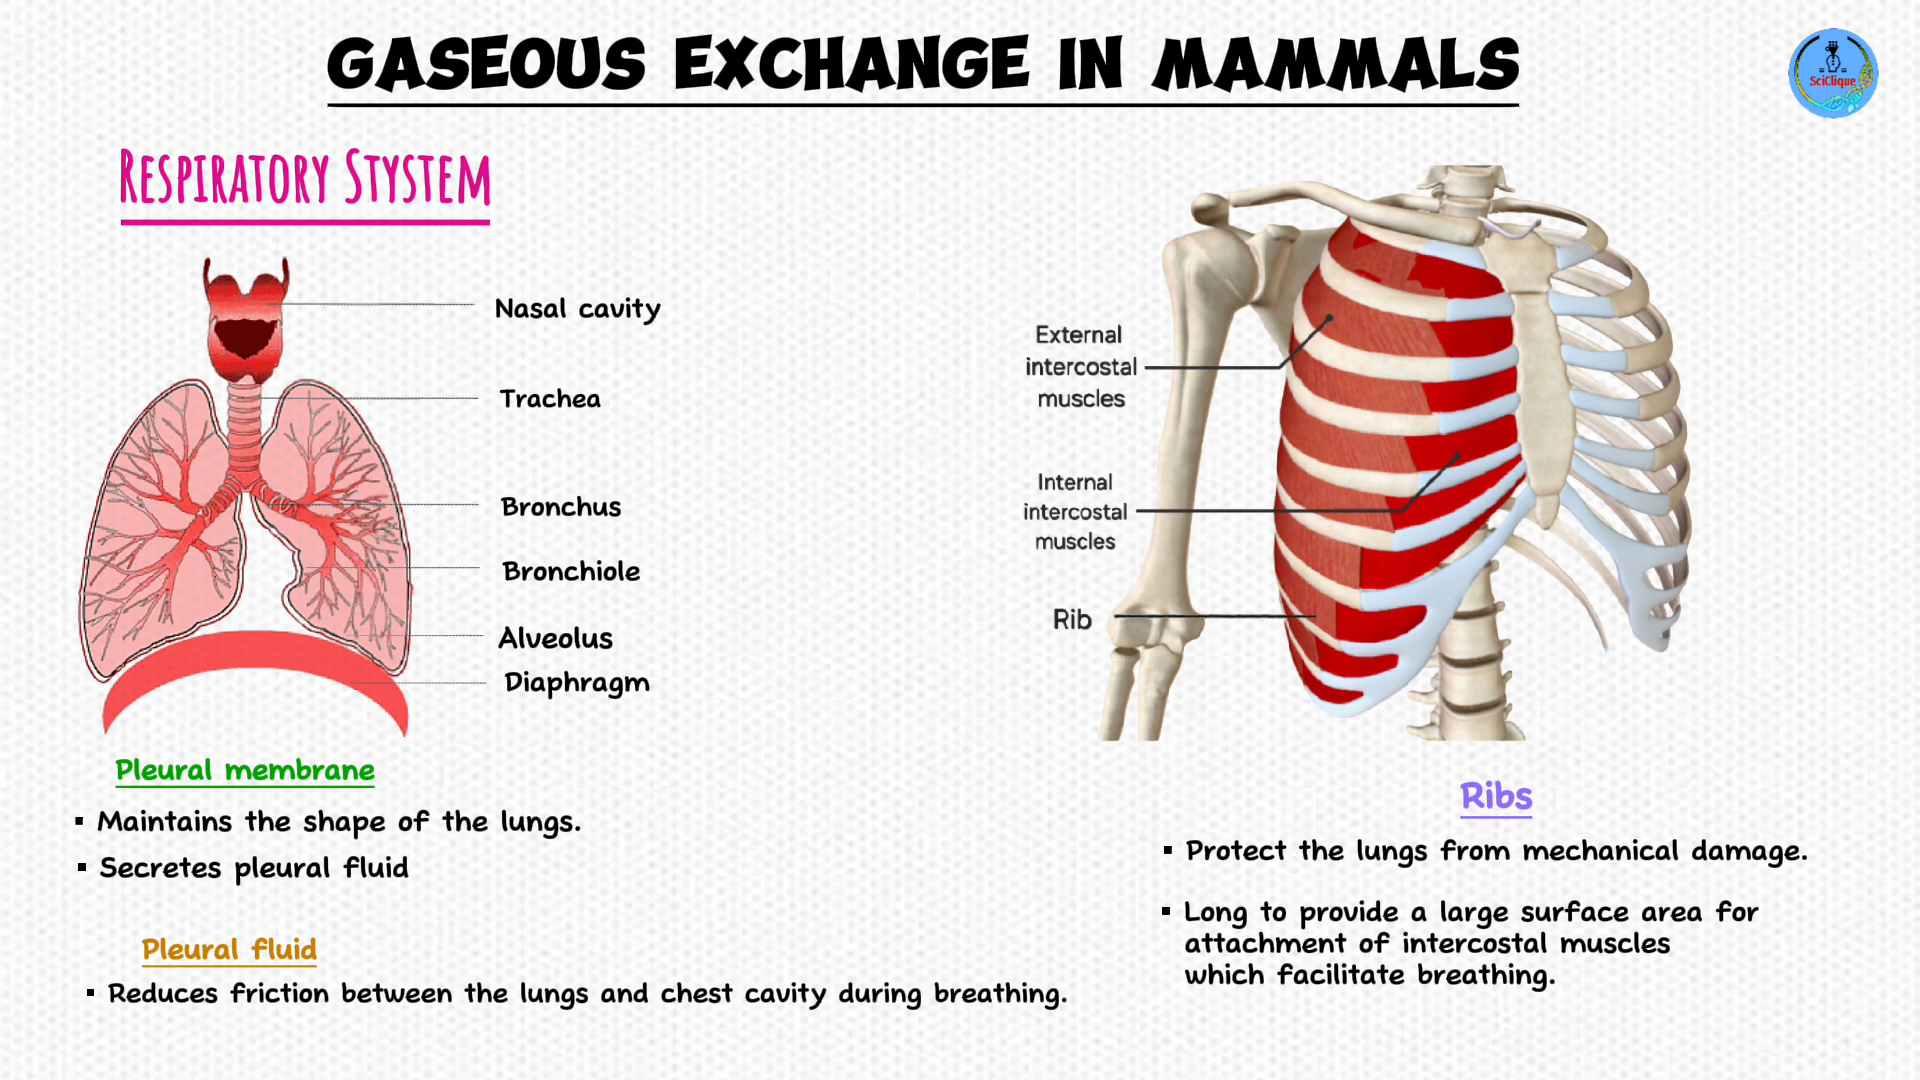 GASEOUS EXCHANGE IN MAMMALS
SciClique
RESPIRATORY STYSTEM
Nasal cavity
Trachea
Bronchus
Bronchiole
Alveolus
Diaphragm
Pleural membrane
▪ Maintains the shape of the lungs.
▪ Secretes pleural fluid
Pleural fluid
▪ Reduces friction between the lungs and chest cavity during breathing.
External
intercostal
muscles
Internal
intercostal
muscles
Rib
Ribs
▪ Protect the lungs from mechanical damage.
▪ Long to provide a large surface area for
attachment of intercostal muscles
which facilitate breathing.